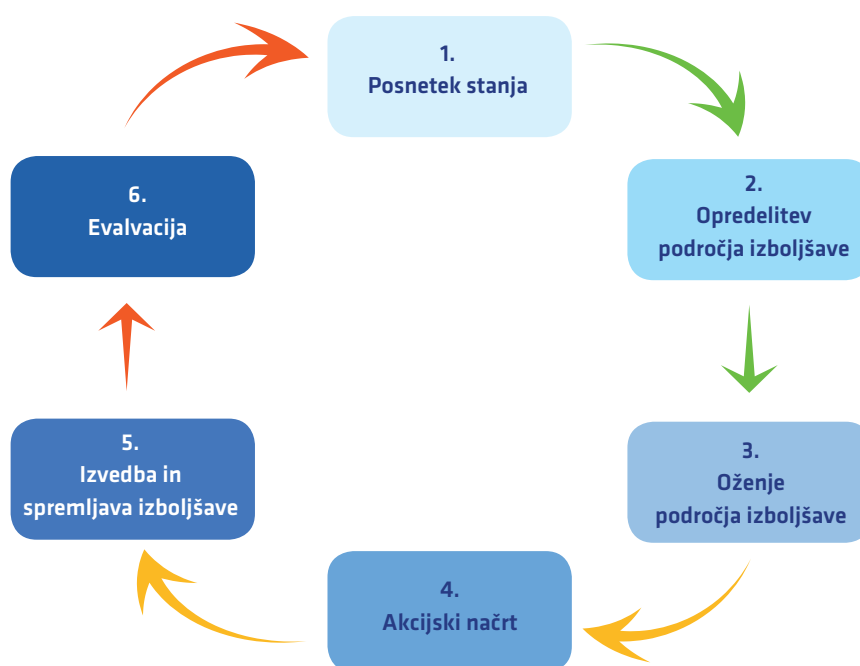 1.
Posnetek stanja
2.
Opredelitev
področja izboljšave
3.
Oženje
področja izboljšave
4.
Akcijski načrt
5.
Izvedba in
spremljava izboljšave
6.
Evalvacija